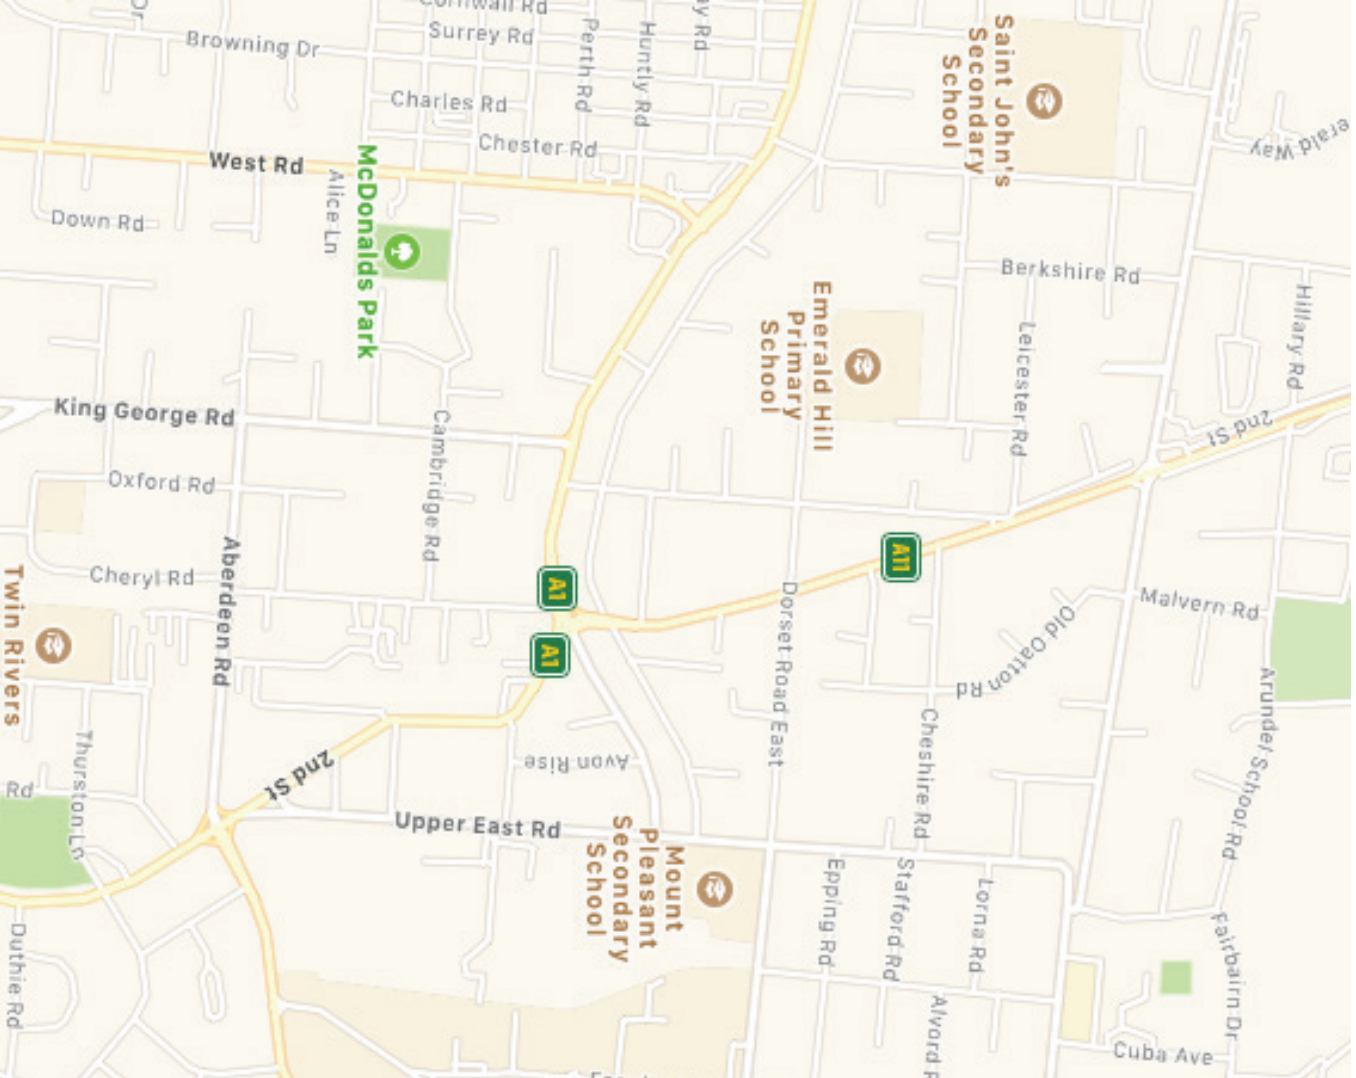 Cornwall Rd
Surrey Rd
Browning Dr
Dr
Perth Rd
Huntly Rd
Charles Rd
Chester Rd
West Rd
McDonalds Park
Alice Ln
Down Rd
Saint John's
Secondary
School
Berkshire Rd
Hillary Rd
Leicester Rd
Emerald Hill
Primary
School
2nd St
King George Rd
Cambridge Rd
Oxford Rd
Aberdeen Rd
Cheryl Rd
Twin Rivers
A1
A1
A11
Malvern Rd
Old Oatton Rd
Dorset Road East
Cheshire Rd
Arundel School Rd
Thurston Ln
Rd
2nd St
Avon Rise
Upper East Rd
Mount
Pleasant
Secondary
School
Epping Rd
Stafford Rd
Lorna Rd
Fairbairn Dr
Duthie Rd
Alvord
Cuba Ave